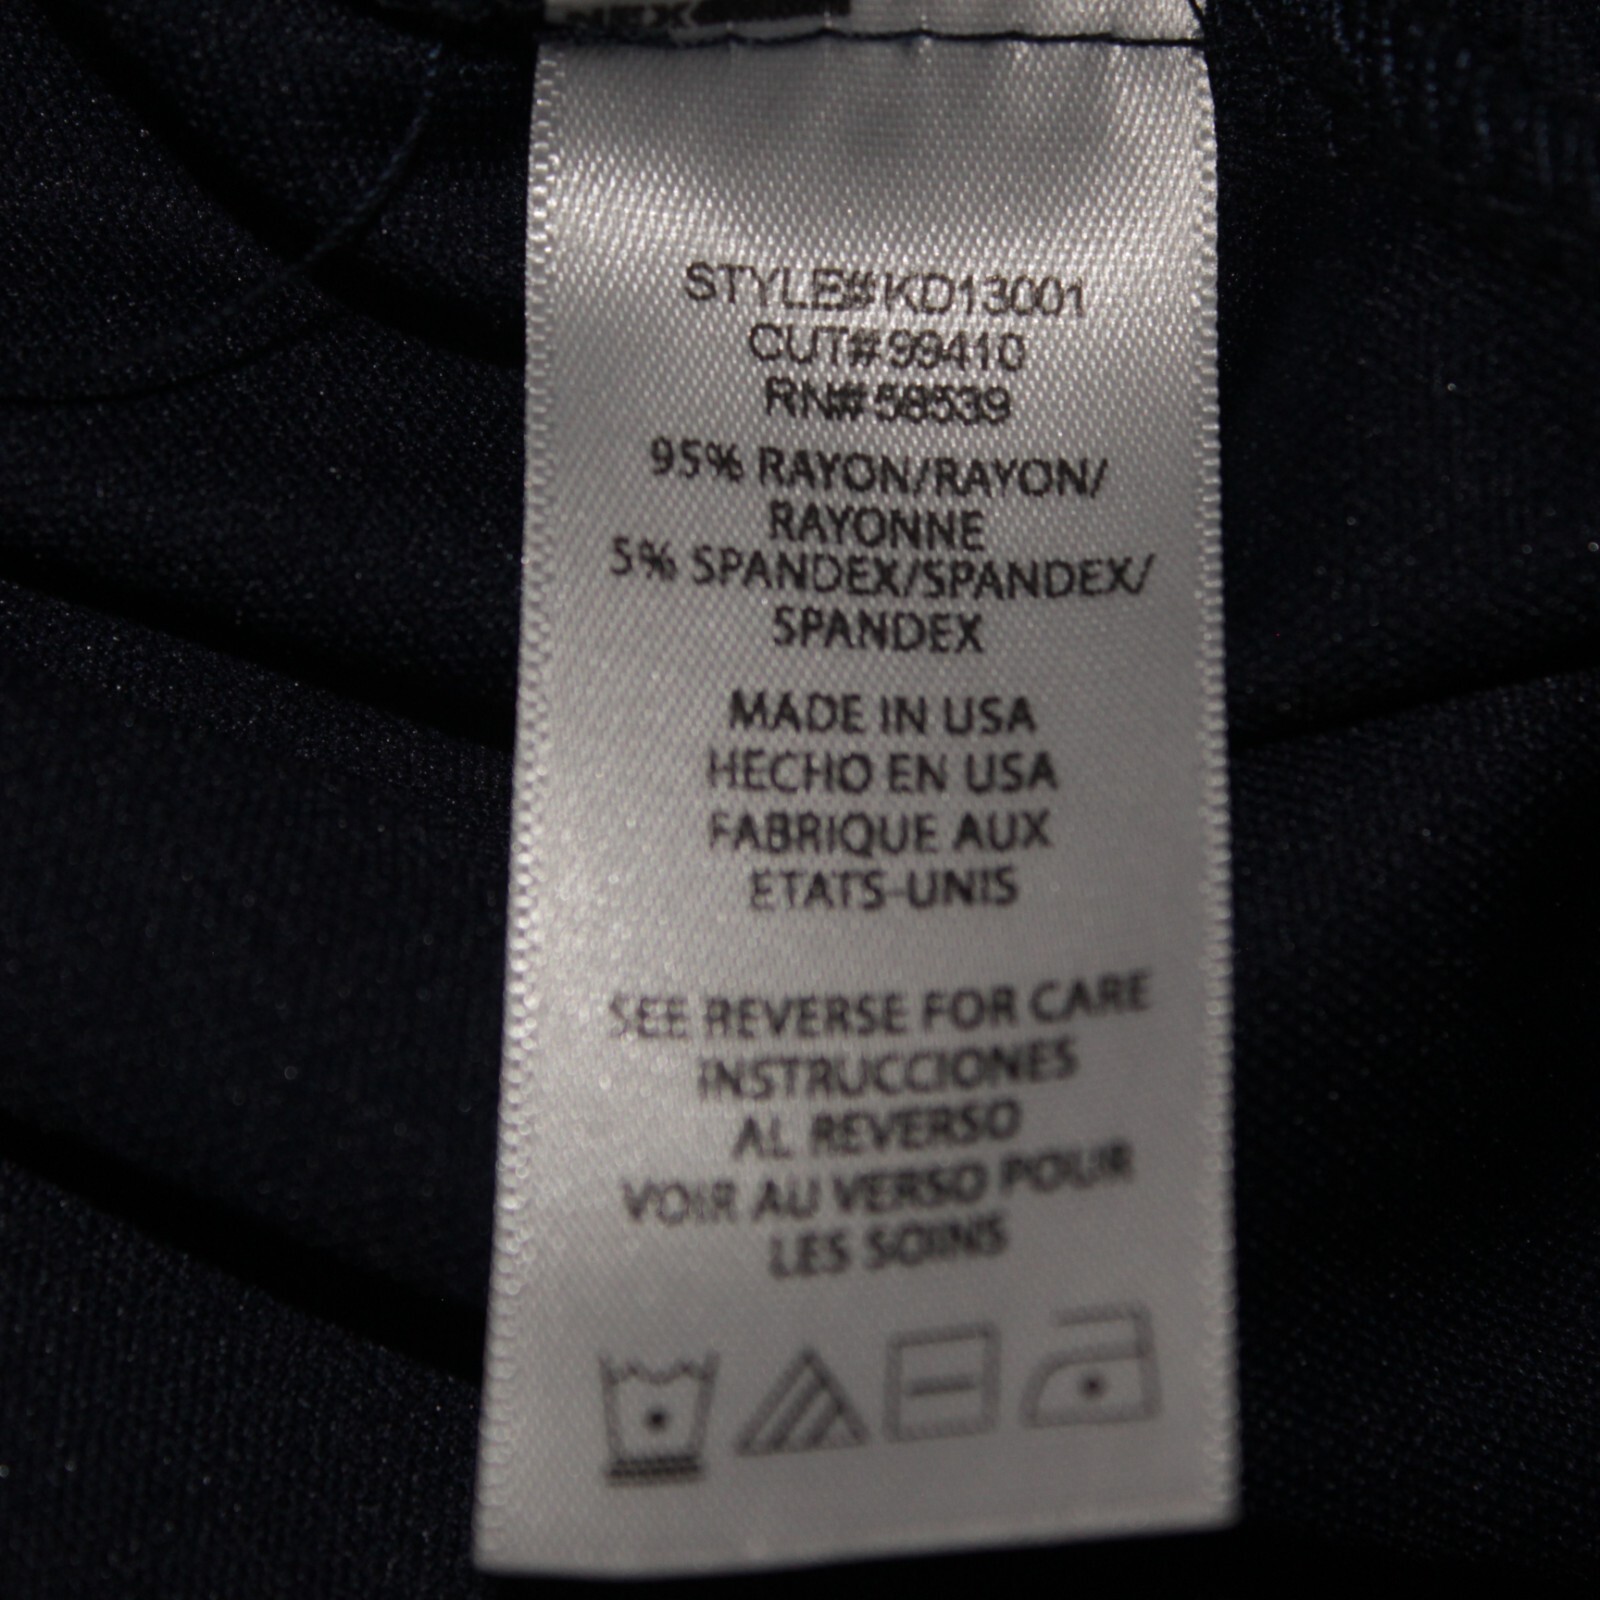 STYLE#KD13001
CUT#99410
RN#58539
95% RAYON/RAYON/
RAYONNE
5% SPANDEX/SPANDEX/
SPANDEX
MADE IN USA
HECHO EN USA
FABRIQUE AUX
ETATS-UNIS
SEE REVERSE FOR CARE
INSTRUCCIONES
AL REVERSO
VOIR AU VERSO POUR
LES SOINS